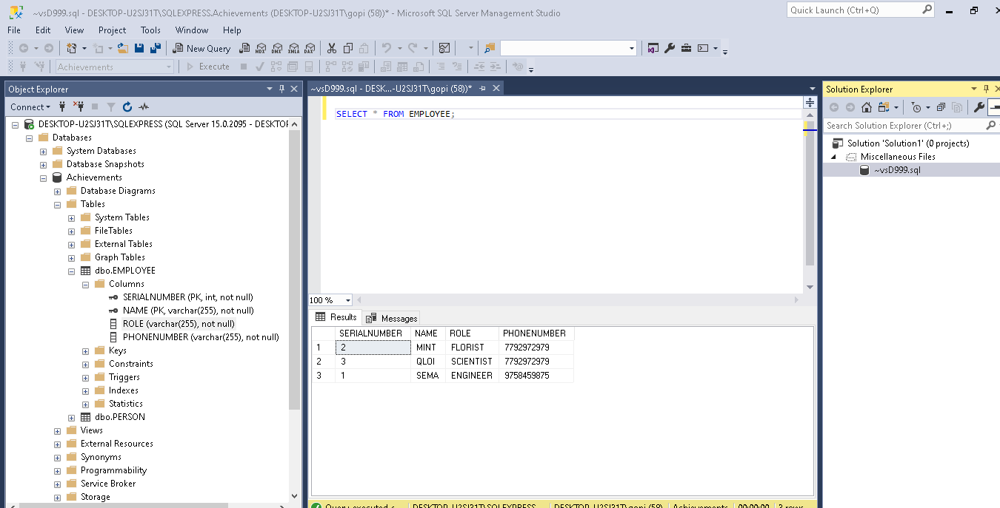 ~vsD999.sql - DESKTOP-U2SJ31T\SQLEXPRESS.Achievements (DESKTOP-U2SJ31T\gopi (58))* - Microsoft SQL Server Management Studio
Quick Launch (Ctrl+Q)
File Edit View Project Tools Window Help
New Query MDX DMX XMLA DAX
Achievements Execute
Object Explorer
Connect
DESKTOP-U2SJ31T\SQLEXPRESS (SQL Server 15.0.2095 - DESKTOP
Databases
System Databases
Database Snapshots
Achievements
Database Diagrams
Tables
System Tables
FileTables
External Tables
Graph Tables
dbo.EMPLOYEE
Columns
SERIALNUMBER (PK, int, not null)
NAME (PK, varchar(255), not null)
ROLE (varchar(255), not null)
PHONENUMBER (varchar(255), not null)
Keys
Constraints
Triggers
Indexes
Statistics
dbo.PERSON
Views
External Resources
Synonyms
Programmability
Service Broker
Storage
~vsD999.sql - DESK...-U2SJ31T\gopi (58))*
SELECT * FROM EMPLOYEE;
100 %
Results Messages
SERIALNUMBER NAME ROLE PHONENUMBER
1 2 MINT FLORIST 7792972979
2 3 QLOI SCIENTIST 7792972979
3 1 SEMA ENGINEER 9758459875
Query executed s... DESKTOP-U2SJ31T\SQLEXPRESS ... DESKTOP-U2SJ31T\gopi (58) Achievements 00:00:00 3 rows
Solution Explorer
Search Solution Explorer (Ctrl+;)
Solution 'Solution1' (0 projects)
Miscellaneous Files
~vsD999.sql